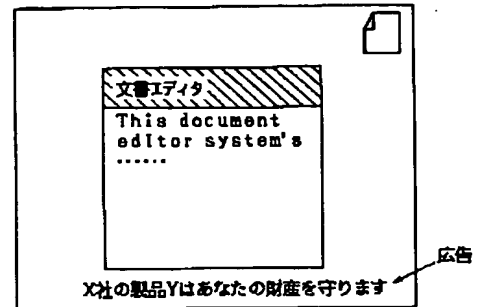 文書エディタ
This document
editor system's
......
X社の製品Yはあなたの財産を守ります
広告